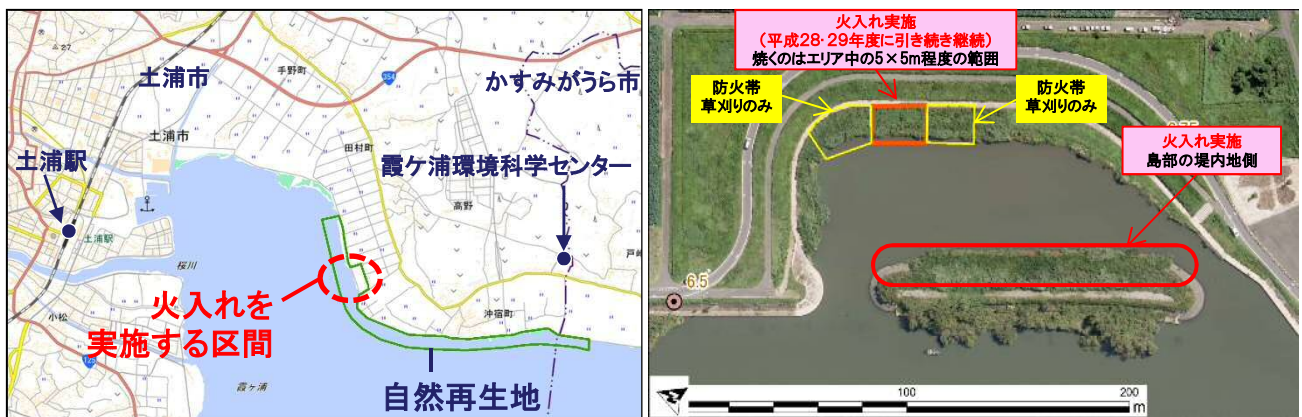 27
手野町
354
土浦市
かすみがうら市
土浦市
田村町
土浦駅
霞ケ浦環境科学センター
高野
土浦駅
戸崎
桜川
火入れを
実施する区間
小松
沖宿町
125
霞ヶ浦
自然再生地
火入れ実施
(平成28・29年度に引き続き継続)
焼くのはエリア中の5×5m程度の範囲
防火帯
草刈りのみ
防火帯
草刈りのみ
火入れ実施
島部の堤内地側
6.5
100
200
m